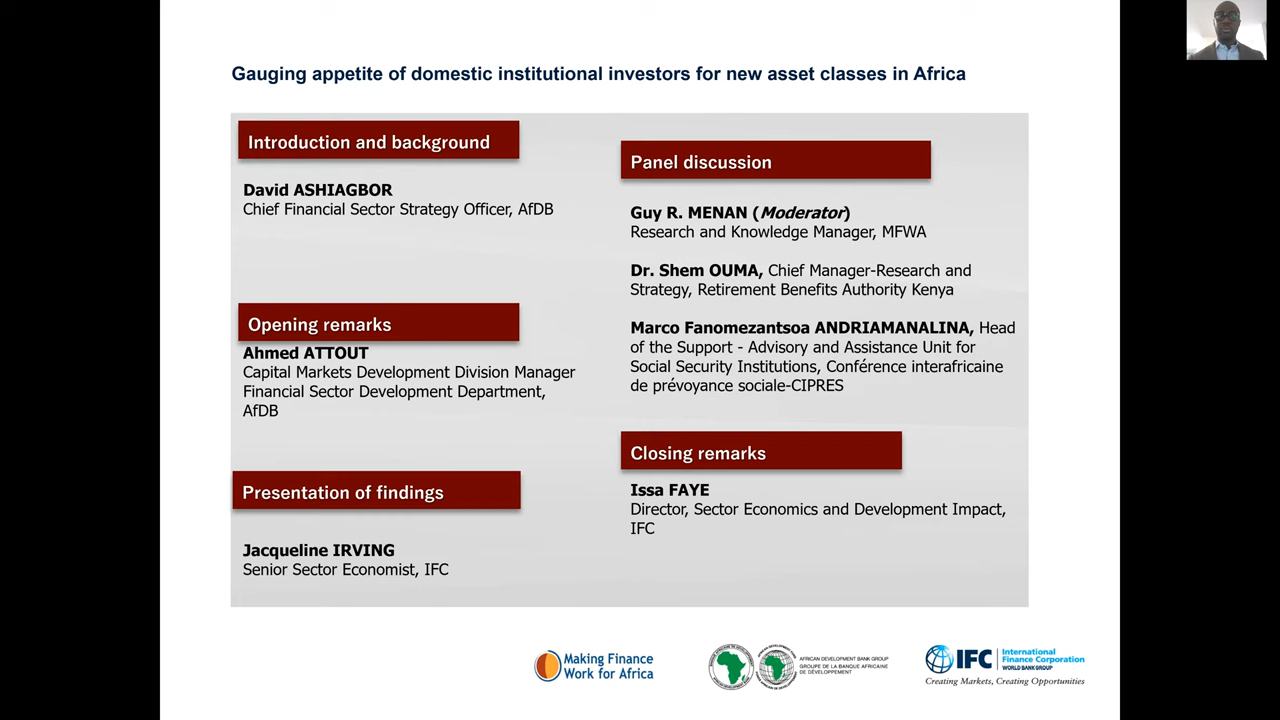 Gauging appetite of domestic institutional investors for new asset classes in Africa
Introduction and background
David ASHIAGBOR
Chief Financial Sector Strategy Officer, AfDB
Opening remarks
Ahmed ATTOUT
Capital Markets Development Division Manager
Financial Sector Development Department,
AfDB
Presentation of findings
Jacqueline IRVING
Senior Sector Economist, IFC
Panel discussion
Guy R. MENAN (Moderator)
Research and Knowledge Manager, MFWA
Dr. Shem OUMA, Chief Manager-Research and
Strategy, Retirement Benefits Authority Kenya
Marco Fanomezantsoa ANDRIAMANALINA, Head
of the Support - Advisory and Assistance Unit for
Social Security Institutions, Conférence interafricaine
de prévoyance sociale-CIPRES
Closing remarks
Issa FAYE
Director, Sector Economics and Development Impact,
IFC
Making Finance
Work for Africa
AFRICAN DEVELOPMENT BANK GROUP
GROUPE DE LA BANQUE AFRICAINE
DE DÉVELOPPEMENT
IFC
International
Finance Corporation
WORLD BANK GROUP
Creating Markets, Creating Opportunities